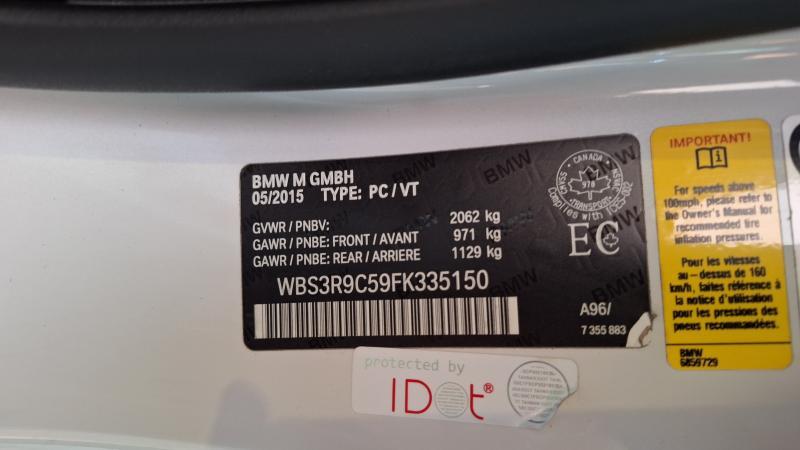 BMW M GMBH
05/2015 TYPE: PC / VT
GVWR / PNBV: 2062 kg
GAWR / PNBE: FRONT / AVANT 971 kg
GAWR / PNBE: REAR / ARRIERE 1129 kg
WBS3R9C59FK335150
CANADA
978
TRANSPORT
Complies with
EC
A96/
7 355 883
BMW
IMPORTANT!
For speeds above
100mph, please refer to
the Owner's Manual for
recommended tire
inflation pressures.
Pour les vitesses
au - dessus de 160
km/h, faites référence à
la notice d'utilisation
pour les pressions des
pneus recommandées.
BMW
6859729
protected by
IDOt®